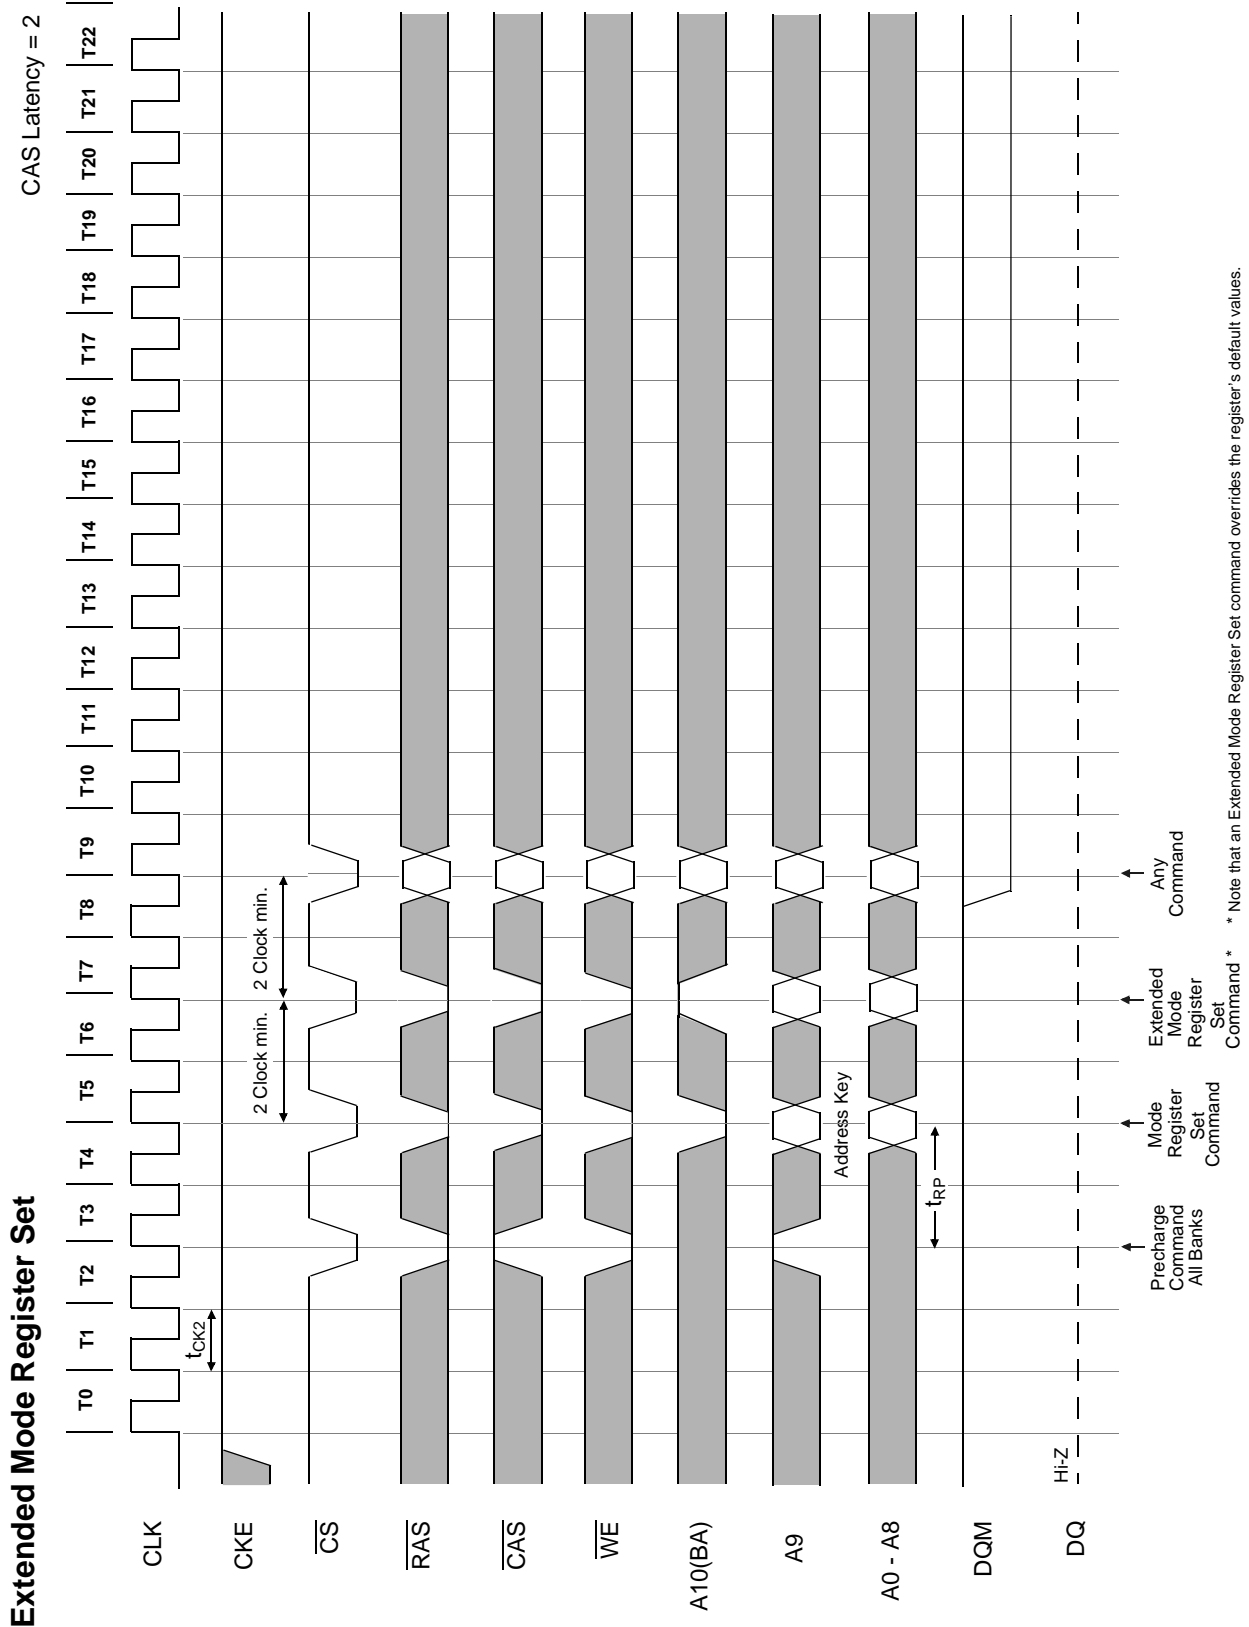 Extended Mode Register Set
CAS Latency = 2
T0 T1 T2 T3 T4 T5 T6 T7 T8 T9 T10 T11 T12 T13 T14 T15 T16 T17 T18 T19 T20 T21 T22
CLK
tCK2
CKE
2 Clock min. 2 Clock min.
CS
RAS
CAS
WE
A10(BA)
A9
Address Key
A0 - A8
tRP
DQM
Hi-Z
DQ
Precharge
Command
All Banks
Mode
Register
Set
Command
Extended
Mode
Register
Set
Command *
Any
Command
* Note that an Extended Mode Register Set command overrides the register's default values.